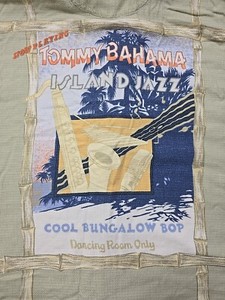 NOW PLAYING
TOMMY BAHAMA
ISLAND JAZZ
COOL BUNGALOW BOP
Dancing Room Only